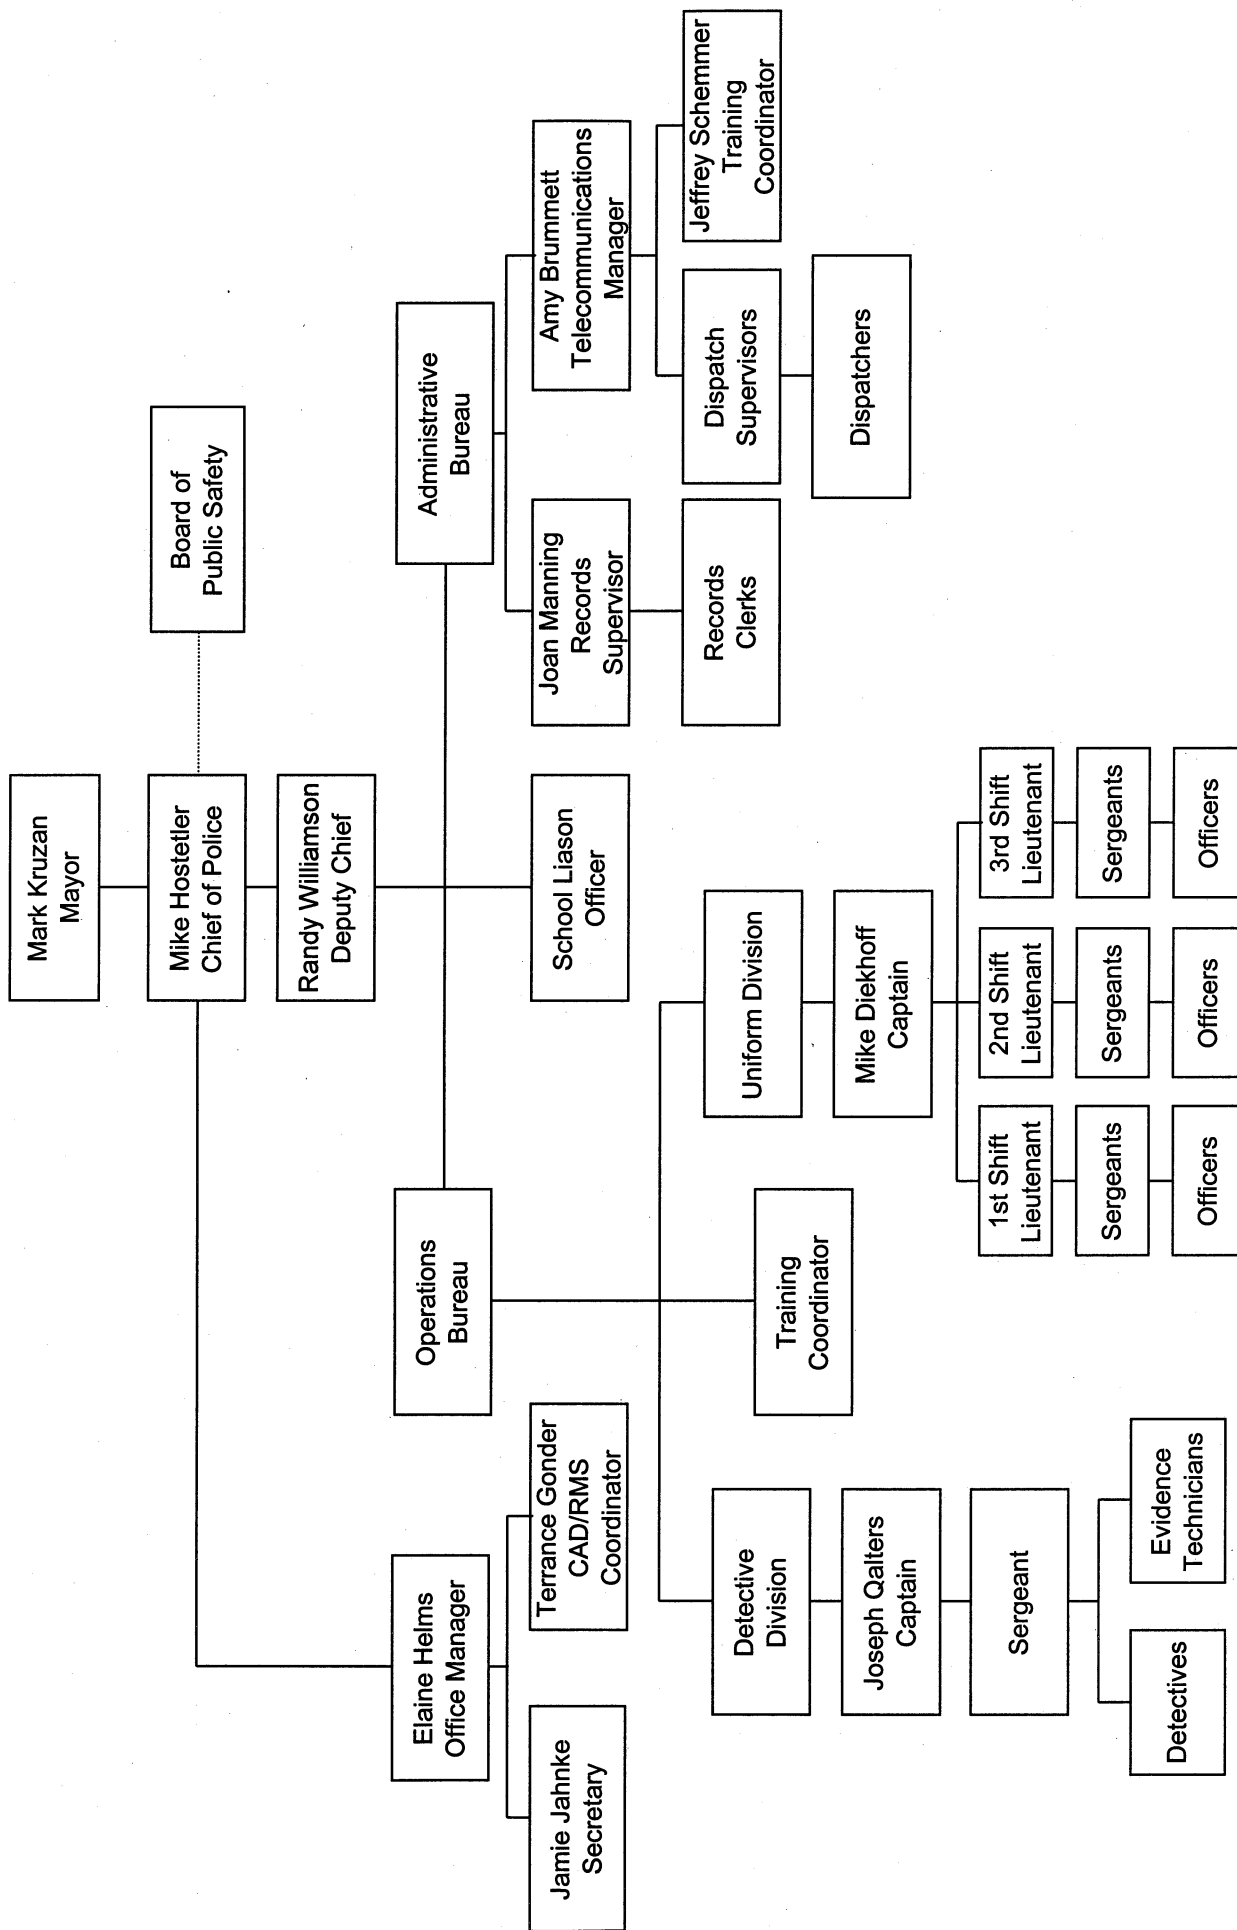 Mark Kruzan
Mayor
Mike Hostetler
Chief of Police
Board of
Public Safety
Randy Williamson
Deputy Chief
Elaine Helms
Office Manager
Operations
Bureau
Administrative
Bureau
Jamie Jahnke
Secretary
Terrance Gonder
CAD/RMS
Coordinator
School Liason
Officer
Joan Manning
Records
Supervisor
Amy Brummett
Telecommunications
Manager
Detective
Division
Training
Coordinator
Uniform Division
Records
Clerks
Dispatch
Supervisors
Jeffrey Schemmer
Training
Coordinator
Joseph Qalters
Captain
Mike Diekhoff
Captain
Dispatchers
Sergeant
1st Shift
Lieutenant
2nd Shift
Lieutenant
3rd Shift
Lieutenant
Sergeants
Sergeants
Sergeants
Detectives
Evidence
Technicians
Officers
Officers
Officers